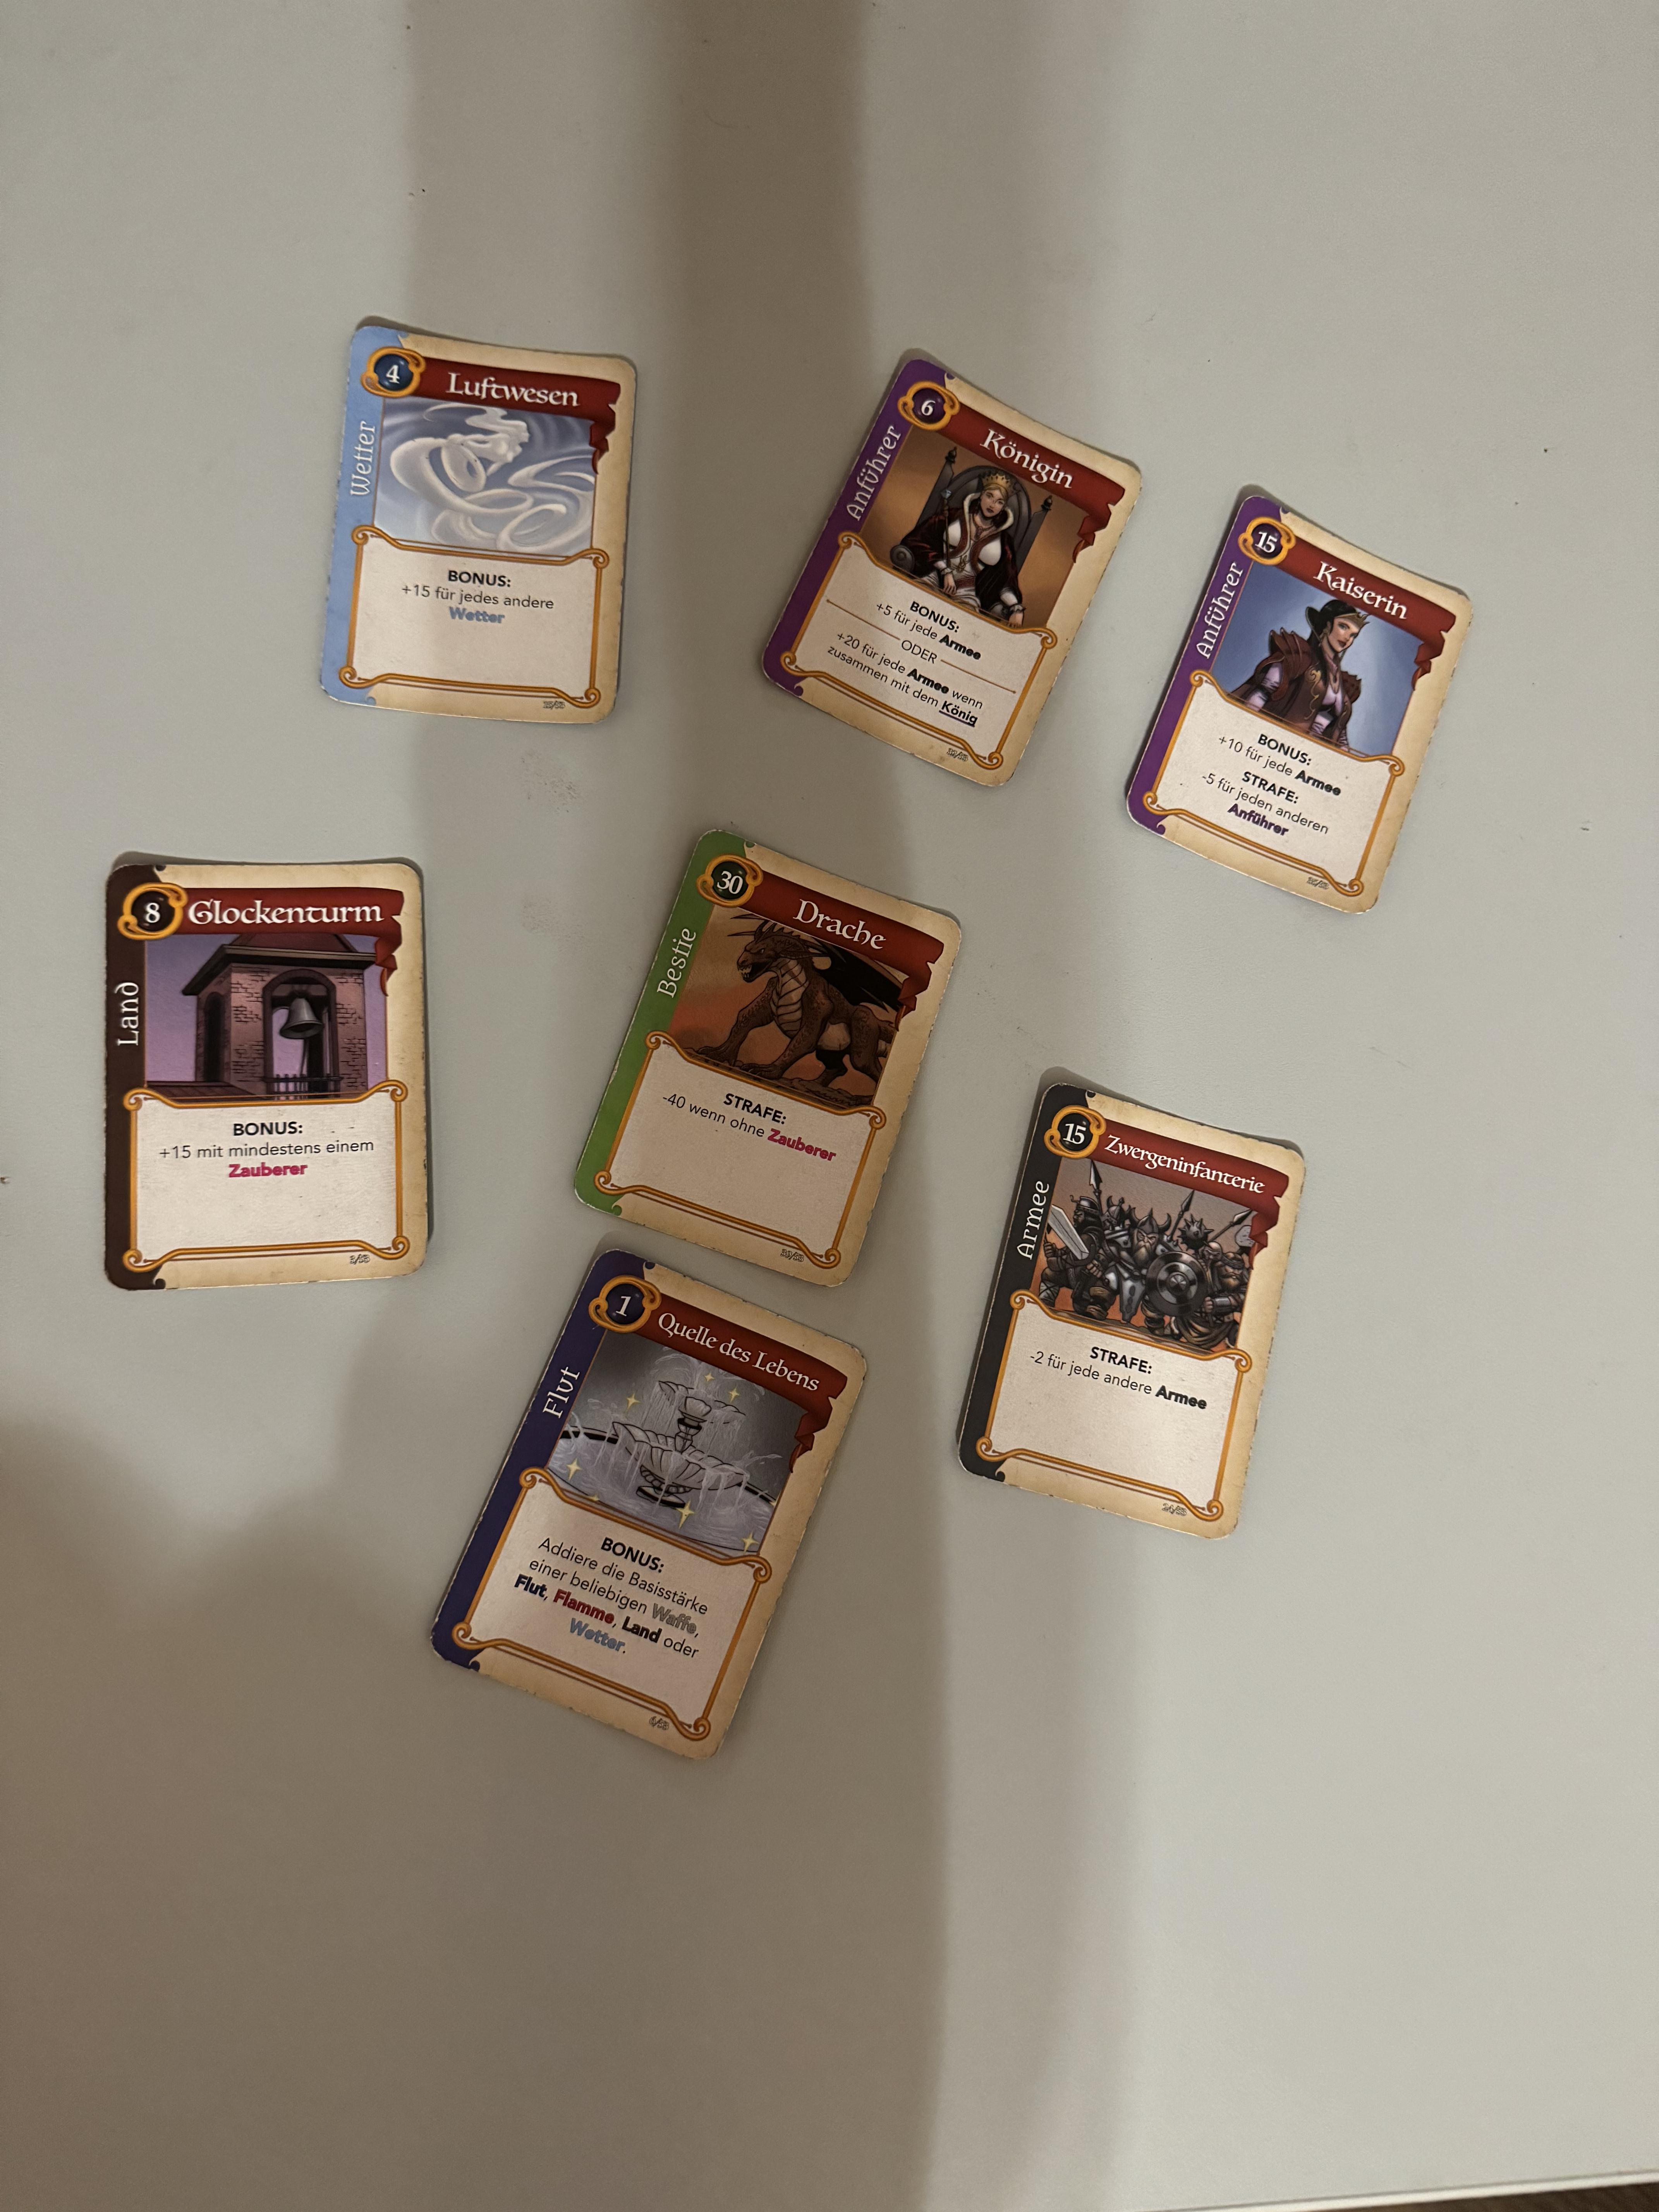 4
Luftwesen
Wetter
BONUS:
+15 für jedes andere
Wetter
6
Königin
Anführer
BONUS:
+5 für jede Armee
ODER
+20 für jede Armee wenn
zusammen mit dem König
15
Kaiserin
Anführer
BONUS:
+10 für jede Armee
STRAFE:
-5 für jeden anderen
Anführer
8
Glockenturm
Land
BONUS:
+15 mit mindestens einem
Zauberer
30
Drache
Bestie
STRAFE:
-40 wenn ohne Zauberer
15
Zwergeninfanterie
Armee
STRAFE:
-2 für jede andere Armee
1
Quelle des Lebens
Flut
BONUS:
Addiere die Basisstärke
einer beliebigen Waffe,
Flut, Flamme, Land oder
Wetter.